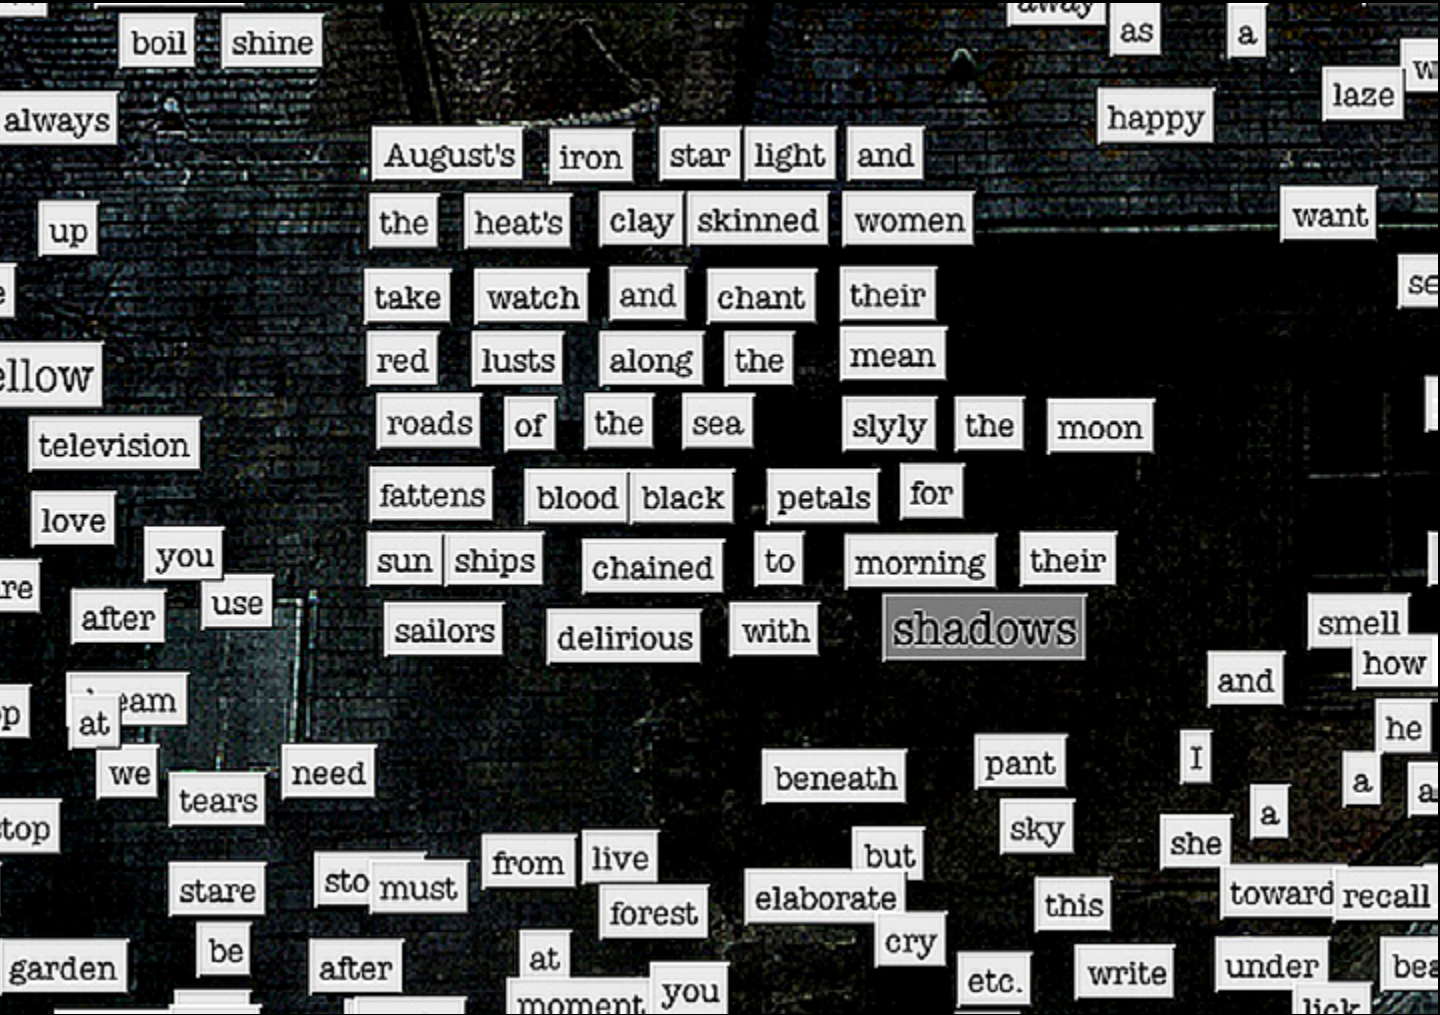 as a
boil shine
laze
always happy
August's iron star light and
up the heat's clay skinned women want
take watch and chant their
red lusts along the mean
television roads of the sea slyly the moon
fattens blood black petals for
love
you sun ships chained to morning their
after use sailors delirious with shadows smell
and how
at
he
we need beneath pant I
tears a a
sky she
stare must from live but
elaborate toward recall
forest this
be cry
garden after at etc. write under
moment you